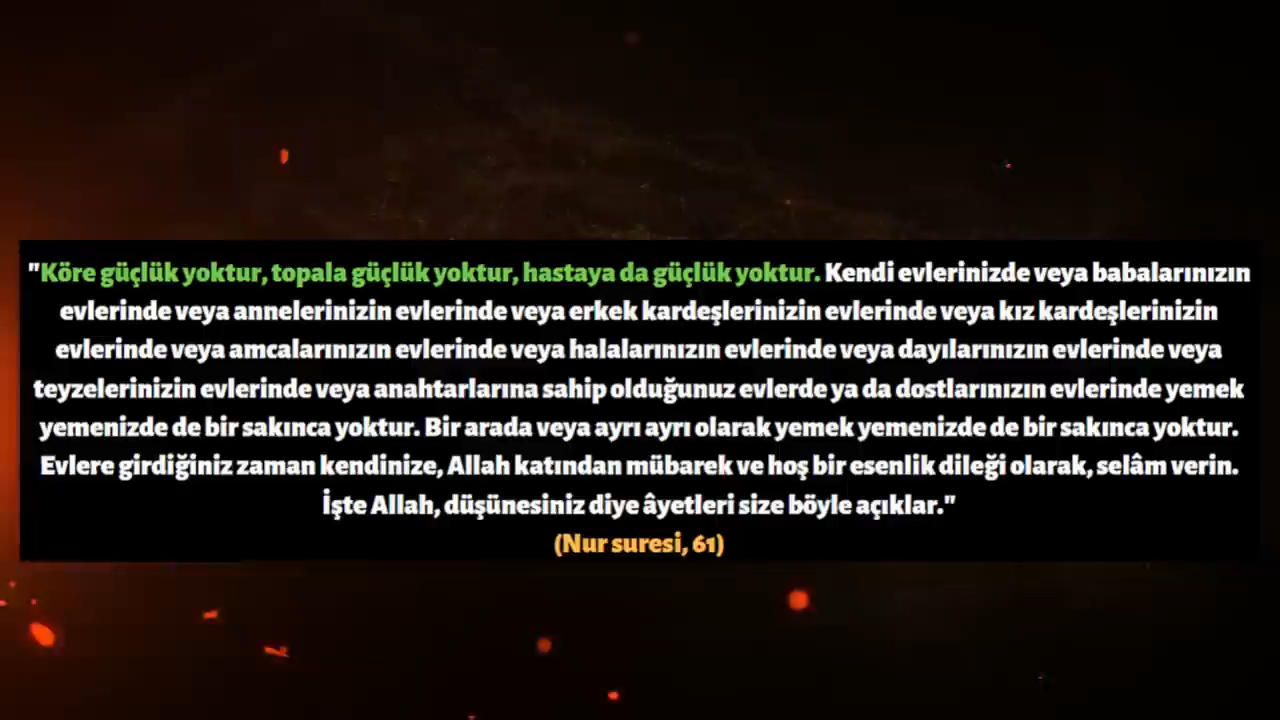 "Köre güçlük yoktur, topala güçlük yoktur, hastaya da güçlük yoktur. Kendi evlerinizde veya babalarınızın
evlerinde veya annelerinizin evlerinde veya erkek kardeşlerinizin evlerinde veya kız kardeşlerinizin
evlerinde veya amcalarınızın evlerinde veya halalarınızın evlerinde veya dayılarınızın evlerinde veya
teyzelerinizin evlerinde veya anahtarlarına sahip olduğunuz evlerde ya da dostlarınızın evlerinde yemek
yemenizde de bir sakınca yoktur. Bir arada veya ayrı ayrı olarak yemek yemenizde de bir sakınca yoktur.
Evlere girdiğiniz zaman kendinize, Allah katından mübarek ve hoş bir esenlik dileği olarak, selâm verin.
İşte Allah, düşünesiniz diye âyetleri size böyle açıklar."
(Nur suresi, 61)